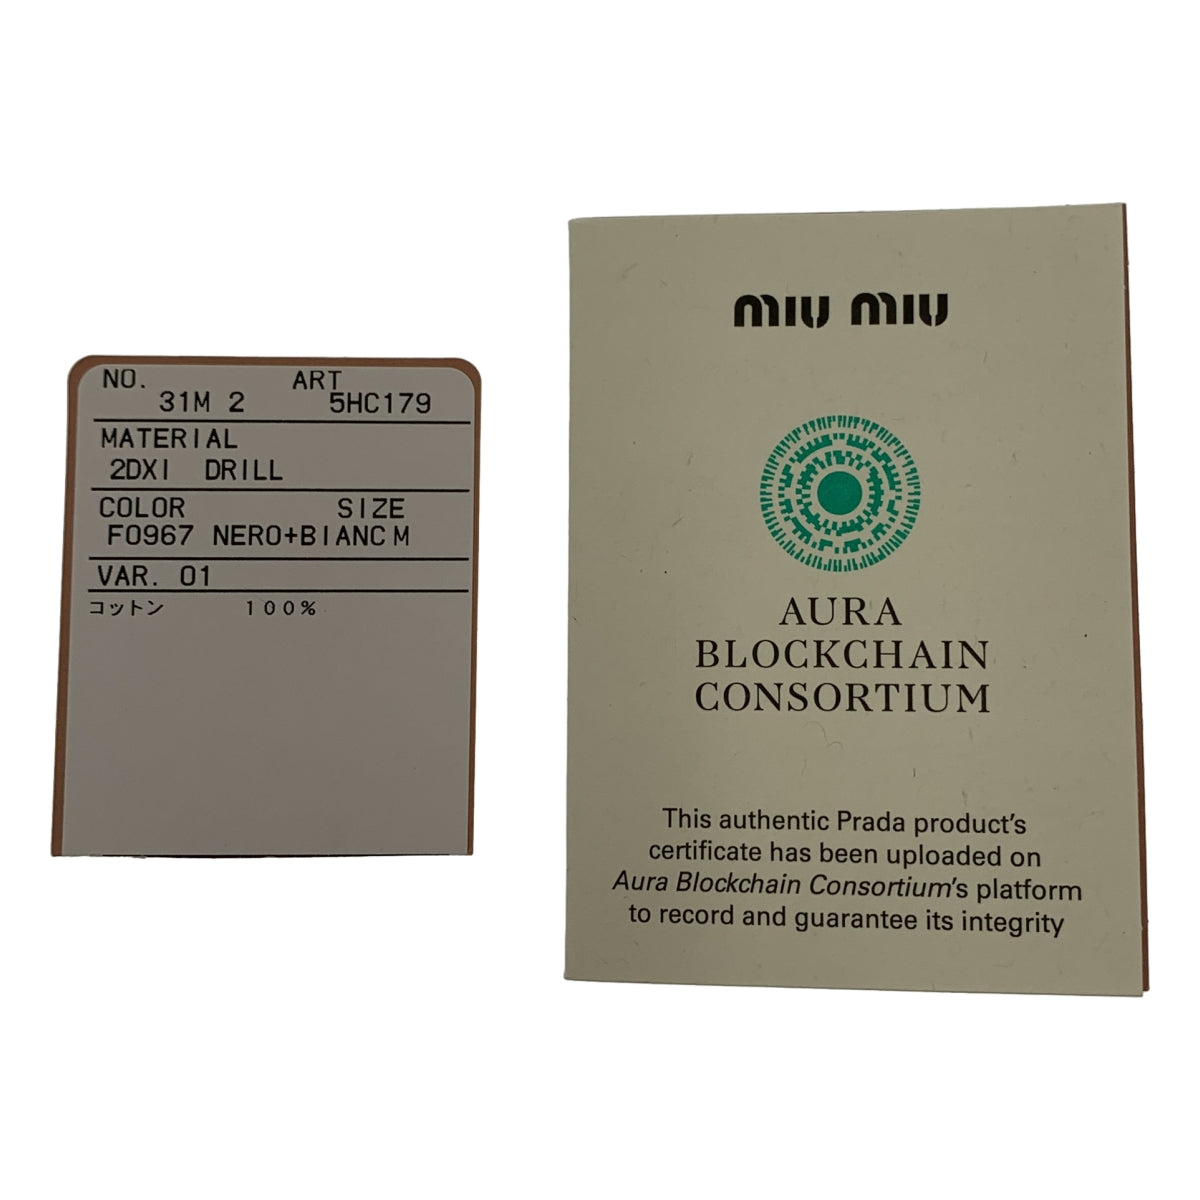 NO. ART
31M 2 5HC179
MATERIAL
2DXI DRILL
COLOR SIZE
F0967 NERO+BIANC M
VAR. 01
コットン 100%
miu miu
AURA
BLOCKCHAIN
CONSORTIUM
This authentic Prada product's
certificate has been uploaded on
Aura Blockchain Consortium's platform
to record and guarantee its integrity